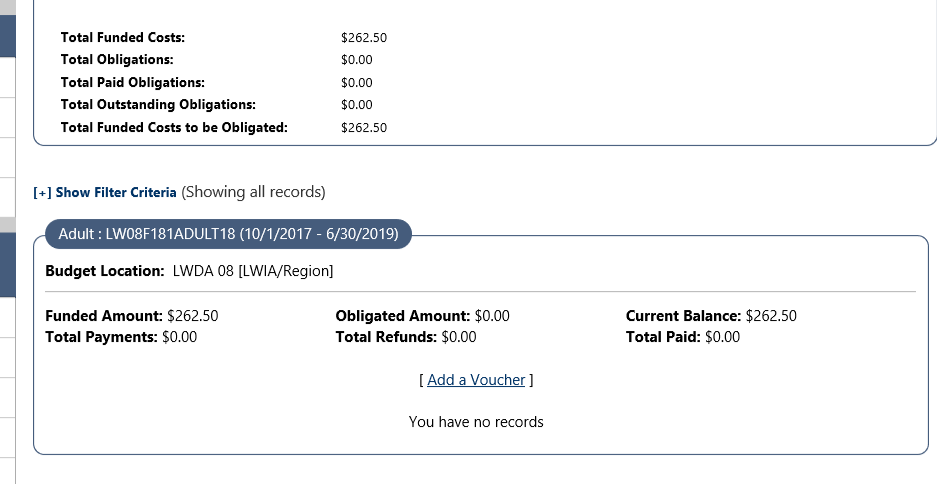 Total Funded Costs: $262.50
Total Obligations: $0.00
Total Paid Obligations: $0.00
Total Outstanding Obligations: $0.00
Total Funded Costs to be Obligated: $262.50
[+] Show Filter Criteria (Showing all records)
Adult : LW08F181ADULT18 (10/1/2017 - 6/30/2019)
Budget Location: LWDA 08 [LWIA/Region]
Funded Amount: $262.50 Obligated Amount: $0.00 Current Balance: $262.50
Total Payments: $0.00 Total Refunds: $0.00 Total Paid: $0.00
[ Add a Voucher ]
You have no records